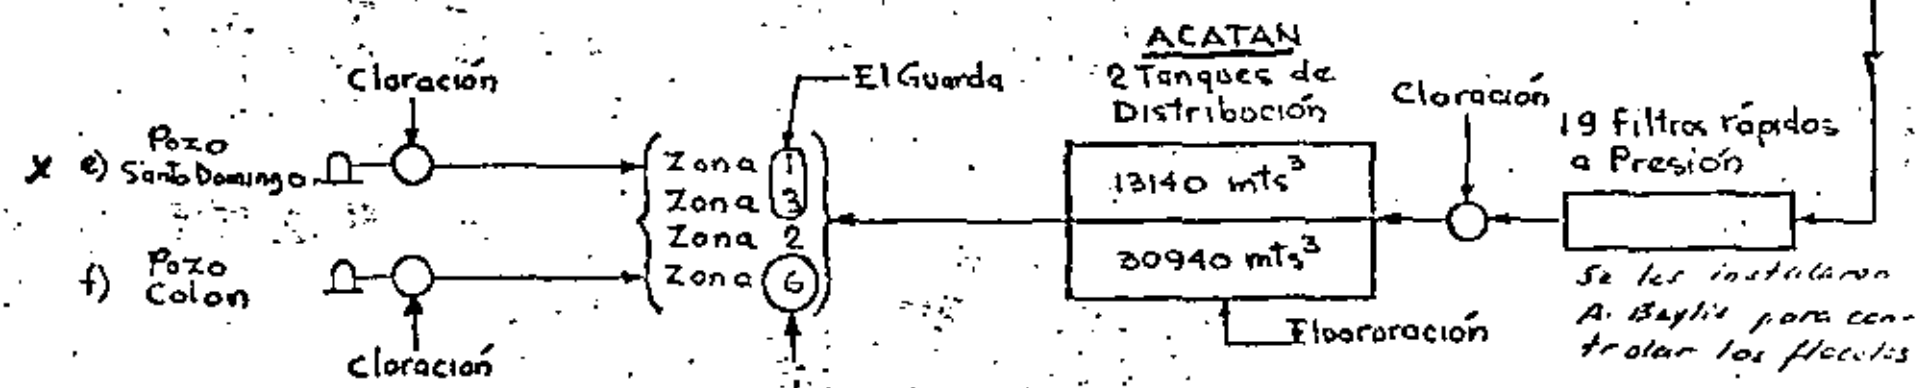 Cloración
x e) Pozo
Santo Domingo
f) Pozo
Colon
Cloración
El Guarda
Zona 1
Zona 3
Zona 2
Zona 6
ACATAN
2 Tanques de
Distribución
13140 mts³
30940 mts³
Fluoruración
Cloración
19 Filtros rápidos
a Presión
Se les instalaron
A. Baylis para con-
trolar los floculos